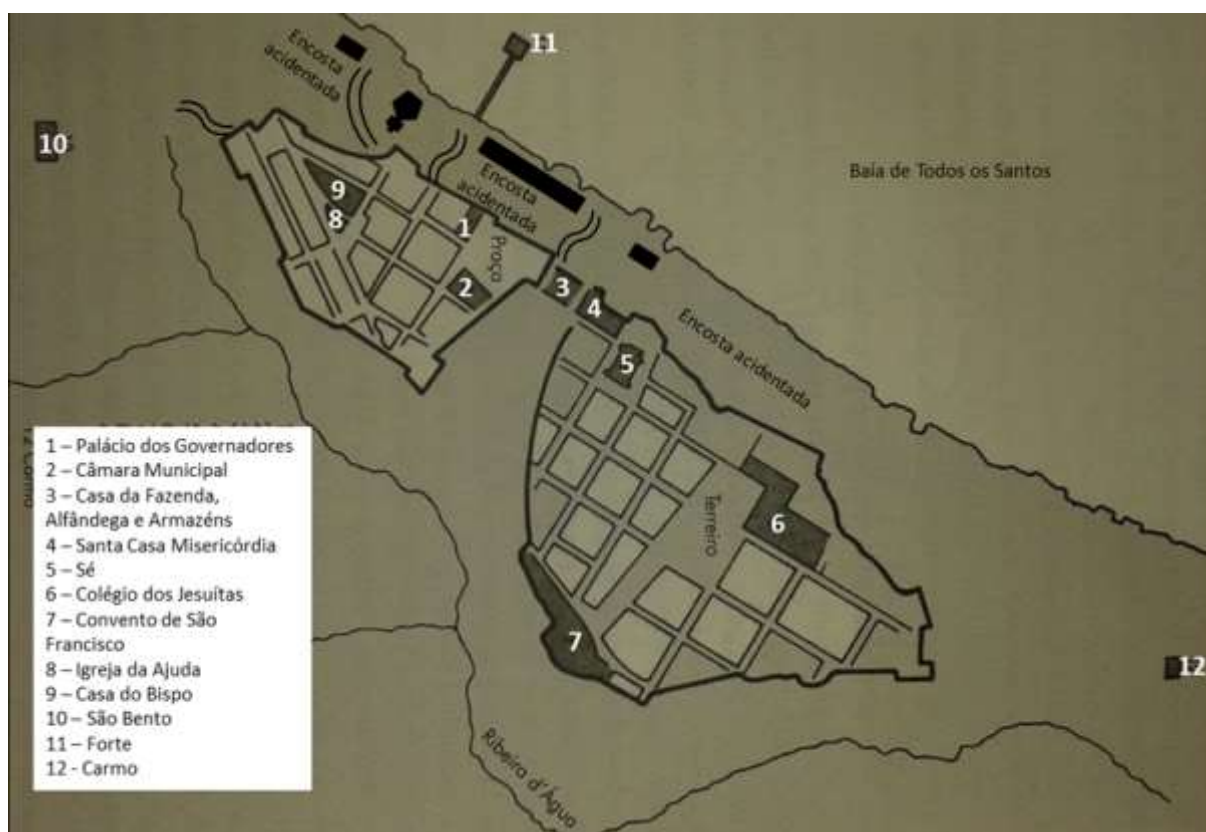 Encosta
acidentada
11
10
Baía de Todos os Santos
Encosta
acidentada
9
8
1
Praça
2
3
4
Encosta acidentada
5
Terreiro
6
7
12
Ribeira d'Água
1 – Palácio dos Governadores
2 – Câmara Municipal
3 – Casa da Fazenda,
Alfândega e Armazéns
4 – Santa Casa Misericórdia
5 – Sé
6 – Colégio dos Jesuítas
7 – Convento de São
Francisco
8 – Igreja da Ajuda
9 – Casa do Bispo
10 – São Bento
11 – Forte
12 - Carmo